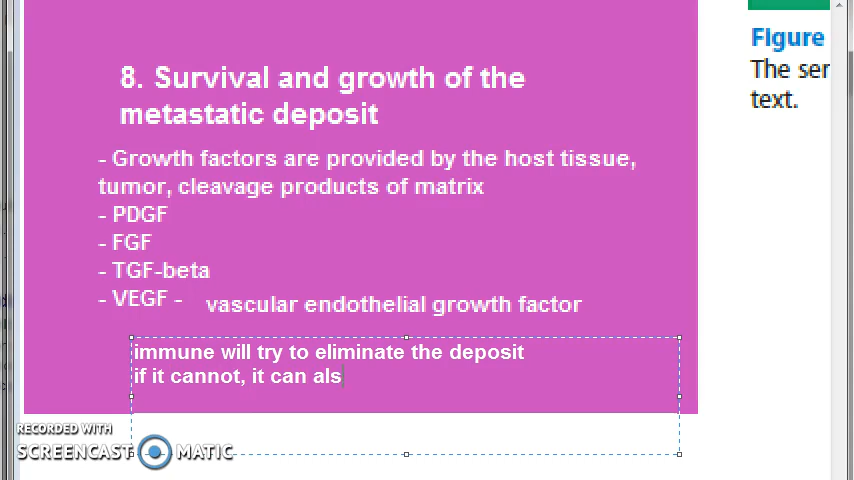 8. Survival and growth of the
metastatic deposit
- Growth factors are provided by the host tissue,
tumor, cleavage products of matrix
- PDGF
- FGF
- TGF-beta
- VEGF - vascular endothelial growth factor
immune will try to eliminate the deposit
if it cannot, it can als
Figure
The ser
text.
RECORDED WITH
SCREENCAST MATIC